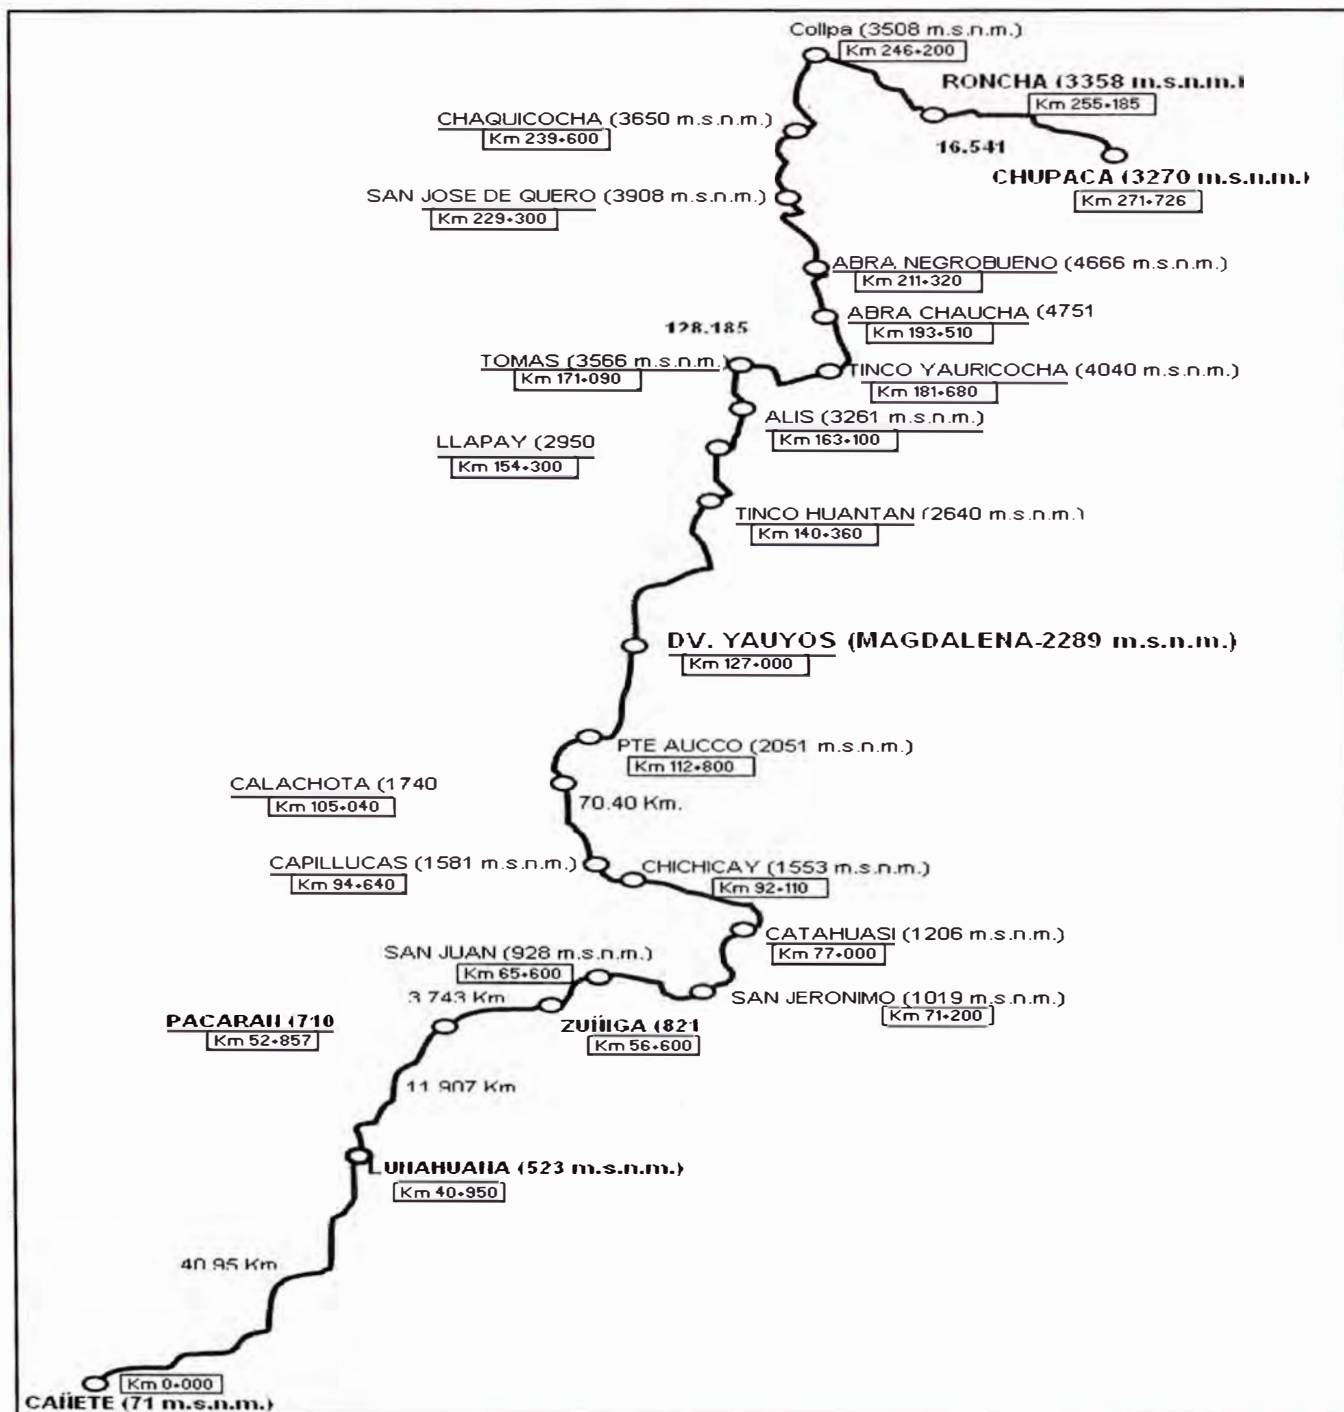 Collpa (3508 m.s.n.m.)
Km 246+200
RONCHA (3358 m.s.n.m.)
Km 255+185
CHAQUICOCHA (3650 m.s.n.m.)
Km 239+600
16.541
CHUPACA (3270 m.s.n.m.)
Km 271+726
SAN JOSE DE QUERO (3908 m.s.n.m.)
Km 229+300
ABRA NEGROBUENO (4666 m.s.n.m.)
Km 211+320
ABRA CHAUCHA (4751
Km 193+510
128.185
TOMAS (3566 m.s.n.m.)
Km 171+090
TINCO YAURICOCHA (4040 m.s.n.m.)
Km 181+680
ALIS (3261 m.s.n.m.)
Km 163+100
LLAPAY (2950
Km 154+300
TINCO HUANTAN (2640 m.s.n.m.)
Km 140+360
DV. YAUYOS (MAGDALENA-2289 m.s.n.m.)
Km 127+000
PTE AUCCO (2051 m.s.n.m.)
Km 112+800
CALACHOTA (1740
Km 105+040
70.40 Km.
CAPILLUCAS (1581 m.s.n.m.)
Km 94+640
CHICHICAY (1553 m.s.n.m.)
Km 92+110
CATAHUASI (1206 m.s.n.m.)
Km 77+000
SAN JUAN (928 m.s.n.m.)
Km 65+600
SAN JERONIMO (1019 m.s.n.m.)
Km 71+200
3.743 Km
PACARAN (710
Km 52+857
ZUÑIGA (821
Km 56+600
11.907 Km
LUNAHUANA (523 m.s.n.m.)
Km 40+950
40.95 Km
Km 0+000
CAÑETE (71 m.s.n.m.)